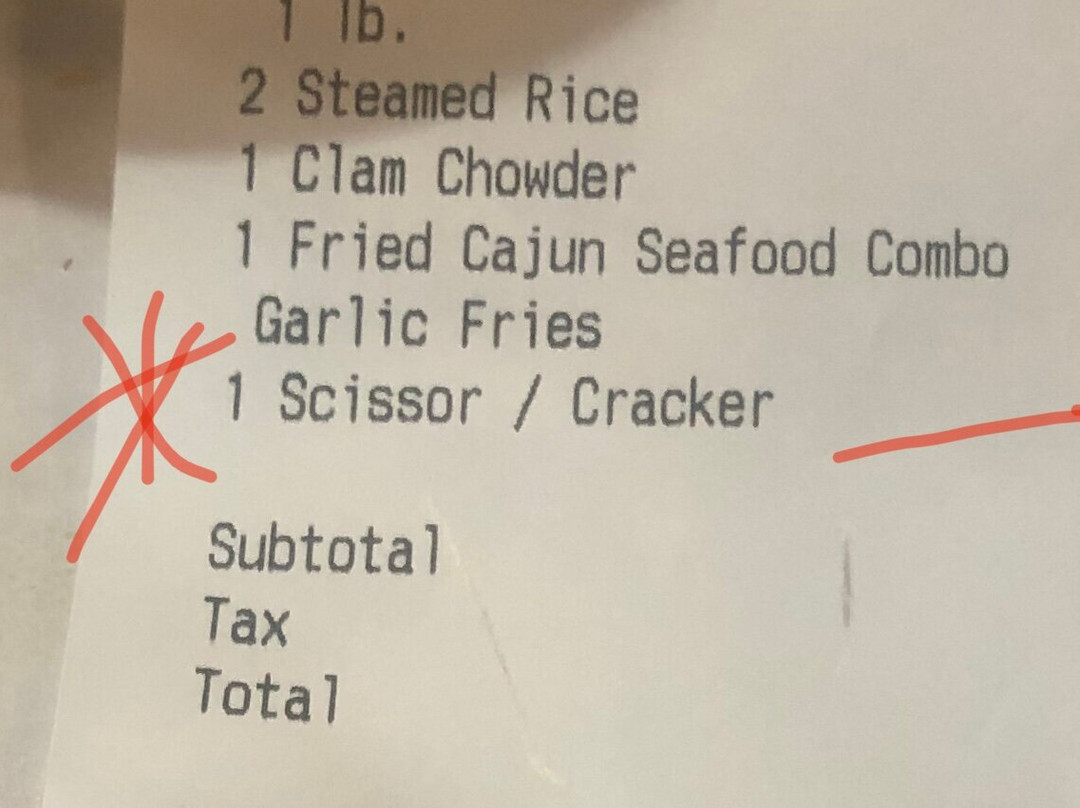 1 lb.
2 Steamed Rice
1 Clam Chowder
1 Fried Cajun Seafood Combo
Garlic Fries
1 Scissor / Cracker
Subtotal
Tax
Total